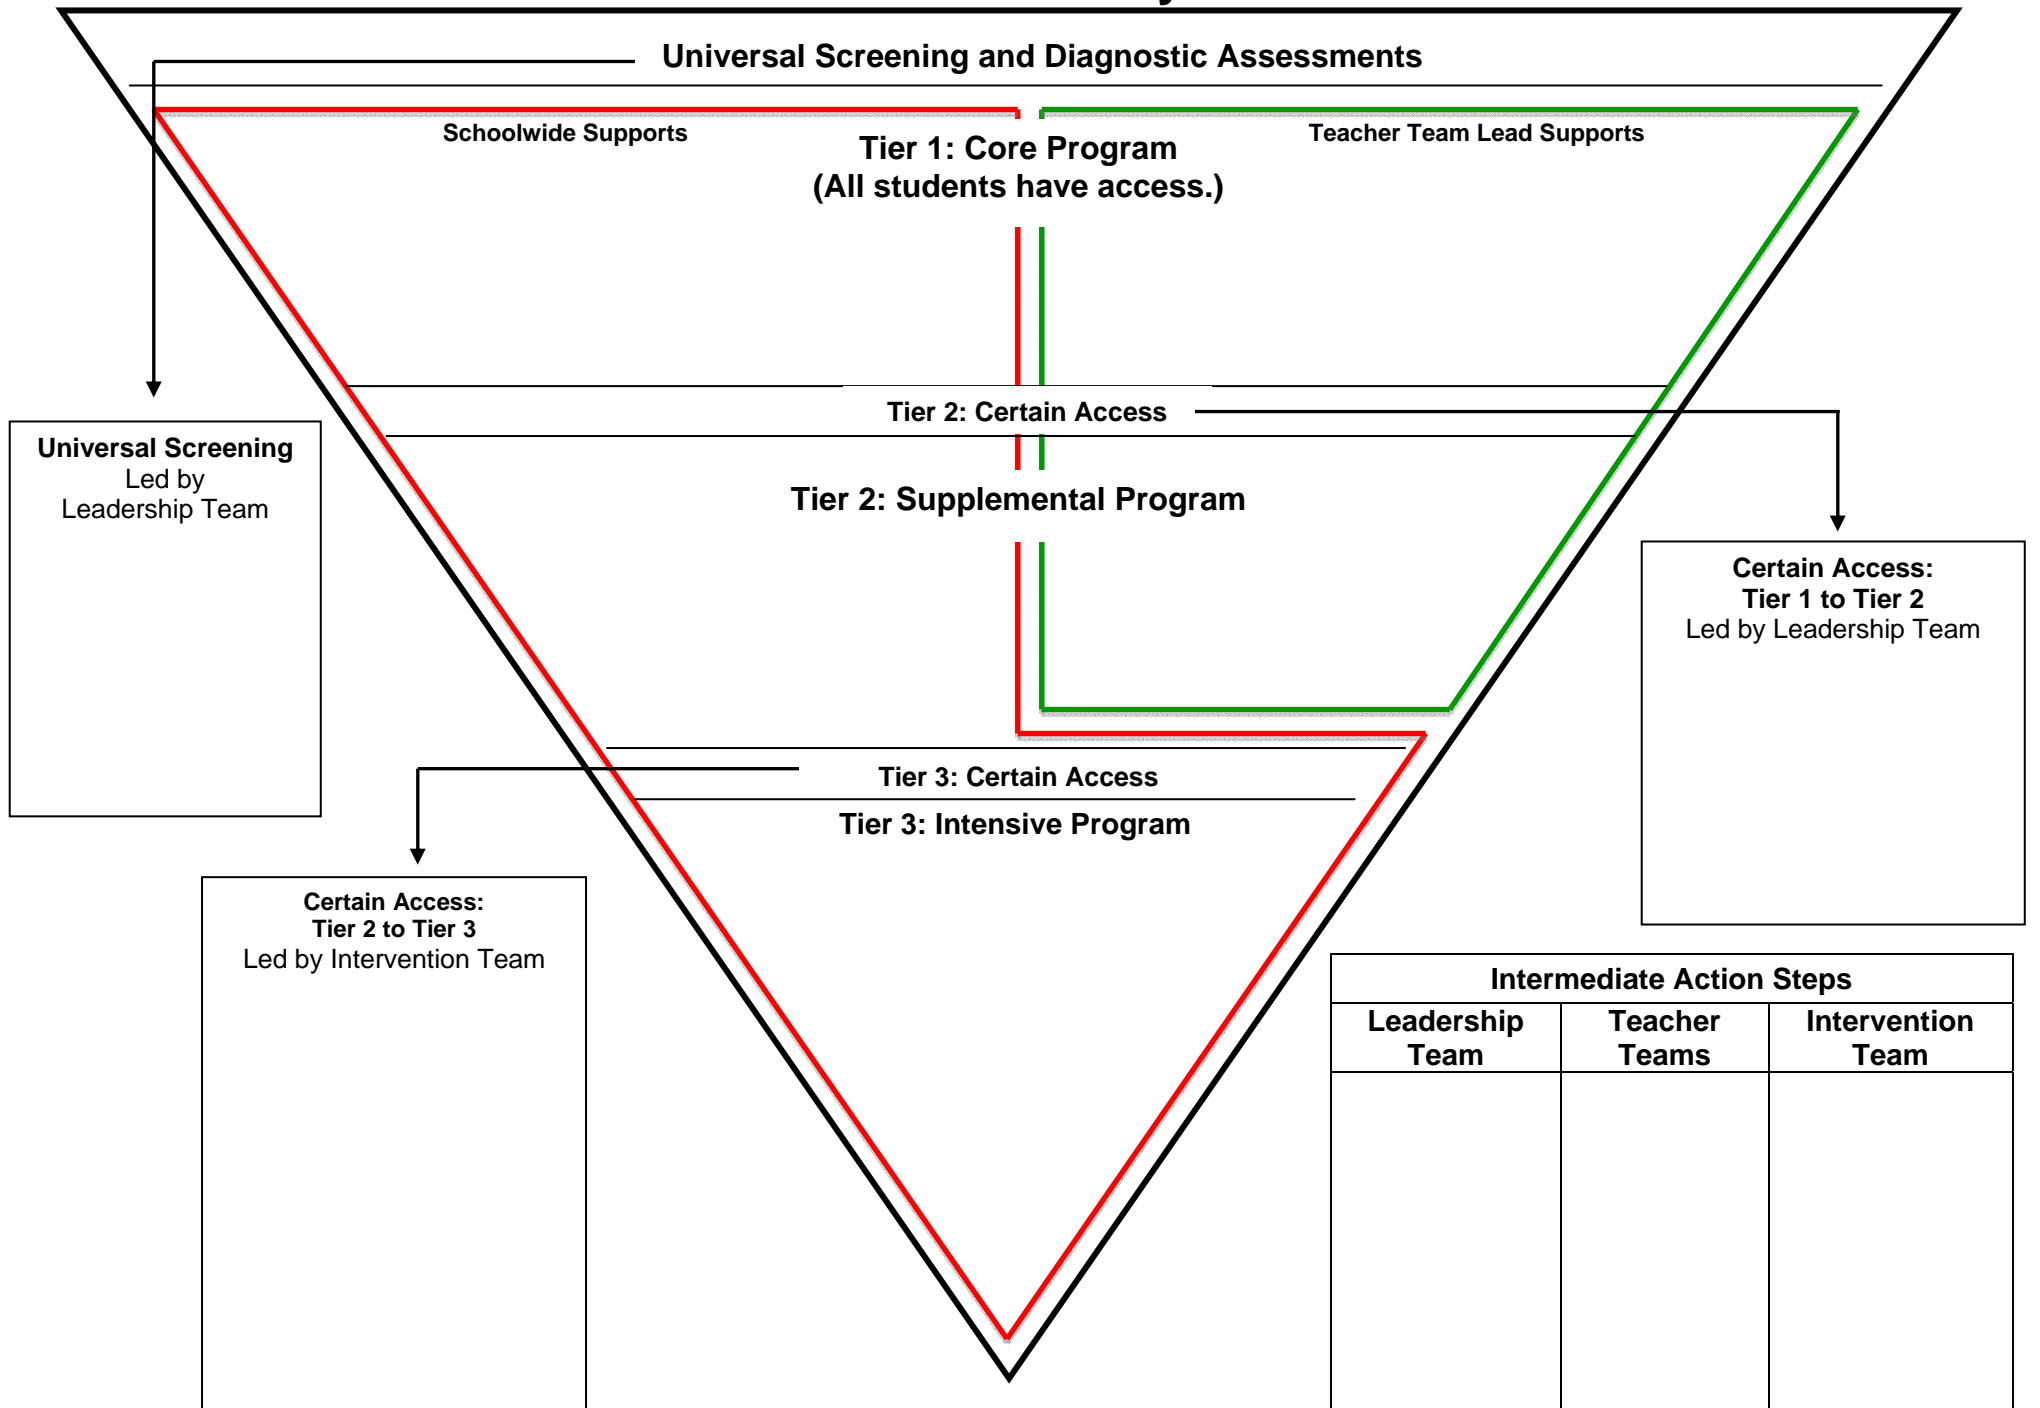 Universal Screening and Diagnostic Assessments
Schoolwide Supports
Teacher Team Lead Supports
Tier 1: Core Program
(All students have access.)
Tier 2: Certain Access
Universal Screening
Led by
Leadership Team
Tier 2: Supplemental Program
Certain Access:
Tier 1 to Tier 2
Led by Leadership Team
Tier 3: Certain Access
Tier 3: Intensive Program
Certain Access:
Tier 2 to Tier 3
Led by Intervention Team
Intermediate Action Steps
Leadership
Team
Teacher
Teams
Intervention
Team